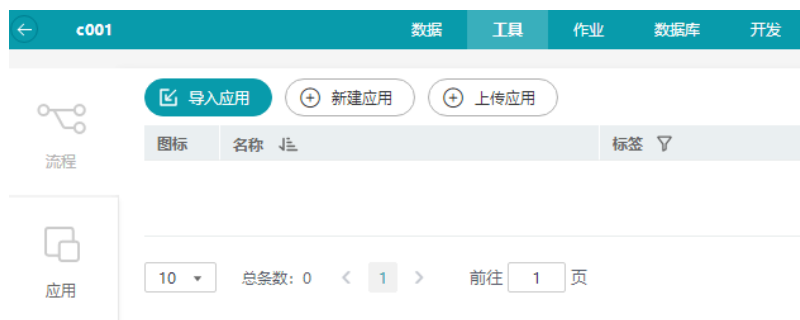 c001 数据 工具 作业 数据库 开发
导入应用 新建应用 上传应用
流程
图标 名称 标签
应用
10 总条数: 0 1 前往 1 页